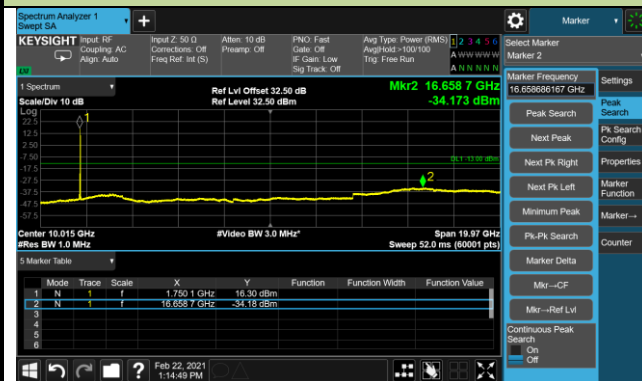 Spectrum Analyzer 1
Swept SA
+
Marker
KEYSIGHT
Input: RF
Coupling: AC
Align: Auto
Input Z: 50 Ω
Corrections: Off
Freq Ref: Int (S)
Atten: 10 dB
Preamp: Off
PNO: Fast
Gate: Off
IF Gain: Low
Sig Track: Off
Avg Type: Power (RMS)
Avg|Hold:>100/100
Trig: Free Run
1 2 3 4 5 6
A W W W W W
A N N N N N
Select Marker
Marker 2
LXI
1 Spectrum
Scale/Div 10 dB
Log
Ref Lvl Offset 32.50 dB
Ref Level 32.50 dBm
Mkr2 16.658 7 GHz
-34.173 dBm
22.5
12.5
2.50
-7.50
-17.5
-27.5
-37.5
-47.5
-57.5
1
2
DL1 -13.00 dBm
Center 10.015 GHz
#Res BW 1.0 MHz
#Video BW 3.0 MHz*
Span 19.97 GHz
Sweep 52.0 ms (60001 pts)
5 Marker Table
Mode Trace Scale X Y Function Function Width Function Value
1 N 1 f 1.750 1 GHz 16.30 dBm
2 N 1 f 16.658 7 GHz -34.18 dBm
3
4
5
6
Marker Frequency
16.658686167 GHz
Peak Search
Next Peak
Next Pk Right
Next Pk Left
Minimum Peak
Pk-Pk Search
Marker Delta
Mkr→CF
Mkr→Ref Lvl
Continuous Peak
Search
On
Off
Settings
Peak
Search
Pk Search
Config
Properties
Marker
Function
Marker→
Counter
?
Feb 22, 2021
1:14:49 PM